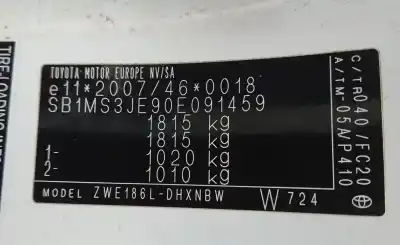 TOYOTA MOTOR EUROPE NV/SA
e11*2007/46*0018
SB1MS3JE90E091459
1815 kg
1815 kg
1- 1020 kg
2- 1010 kg
MODEL ZWE186L-DHXNBW W724
C/TR040/FC20
A/TM-05A/P410
TIRE-LOADING